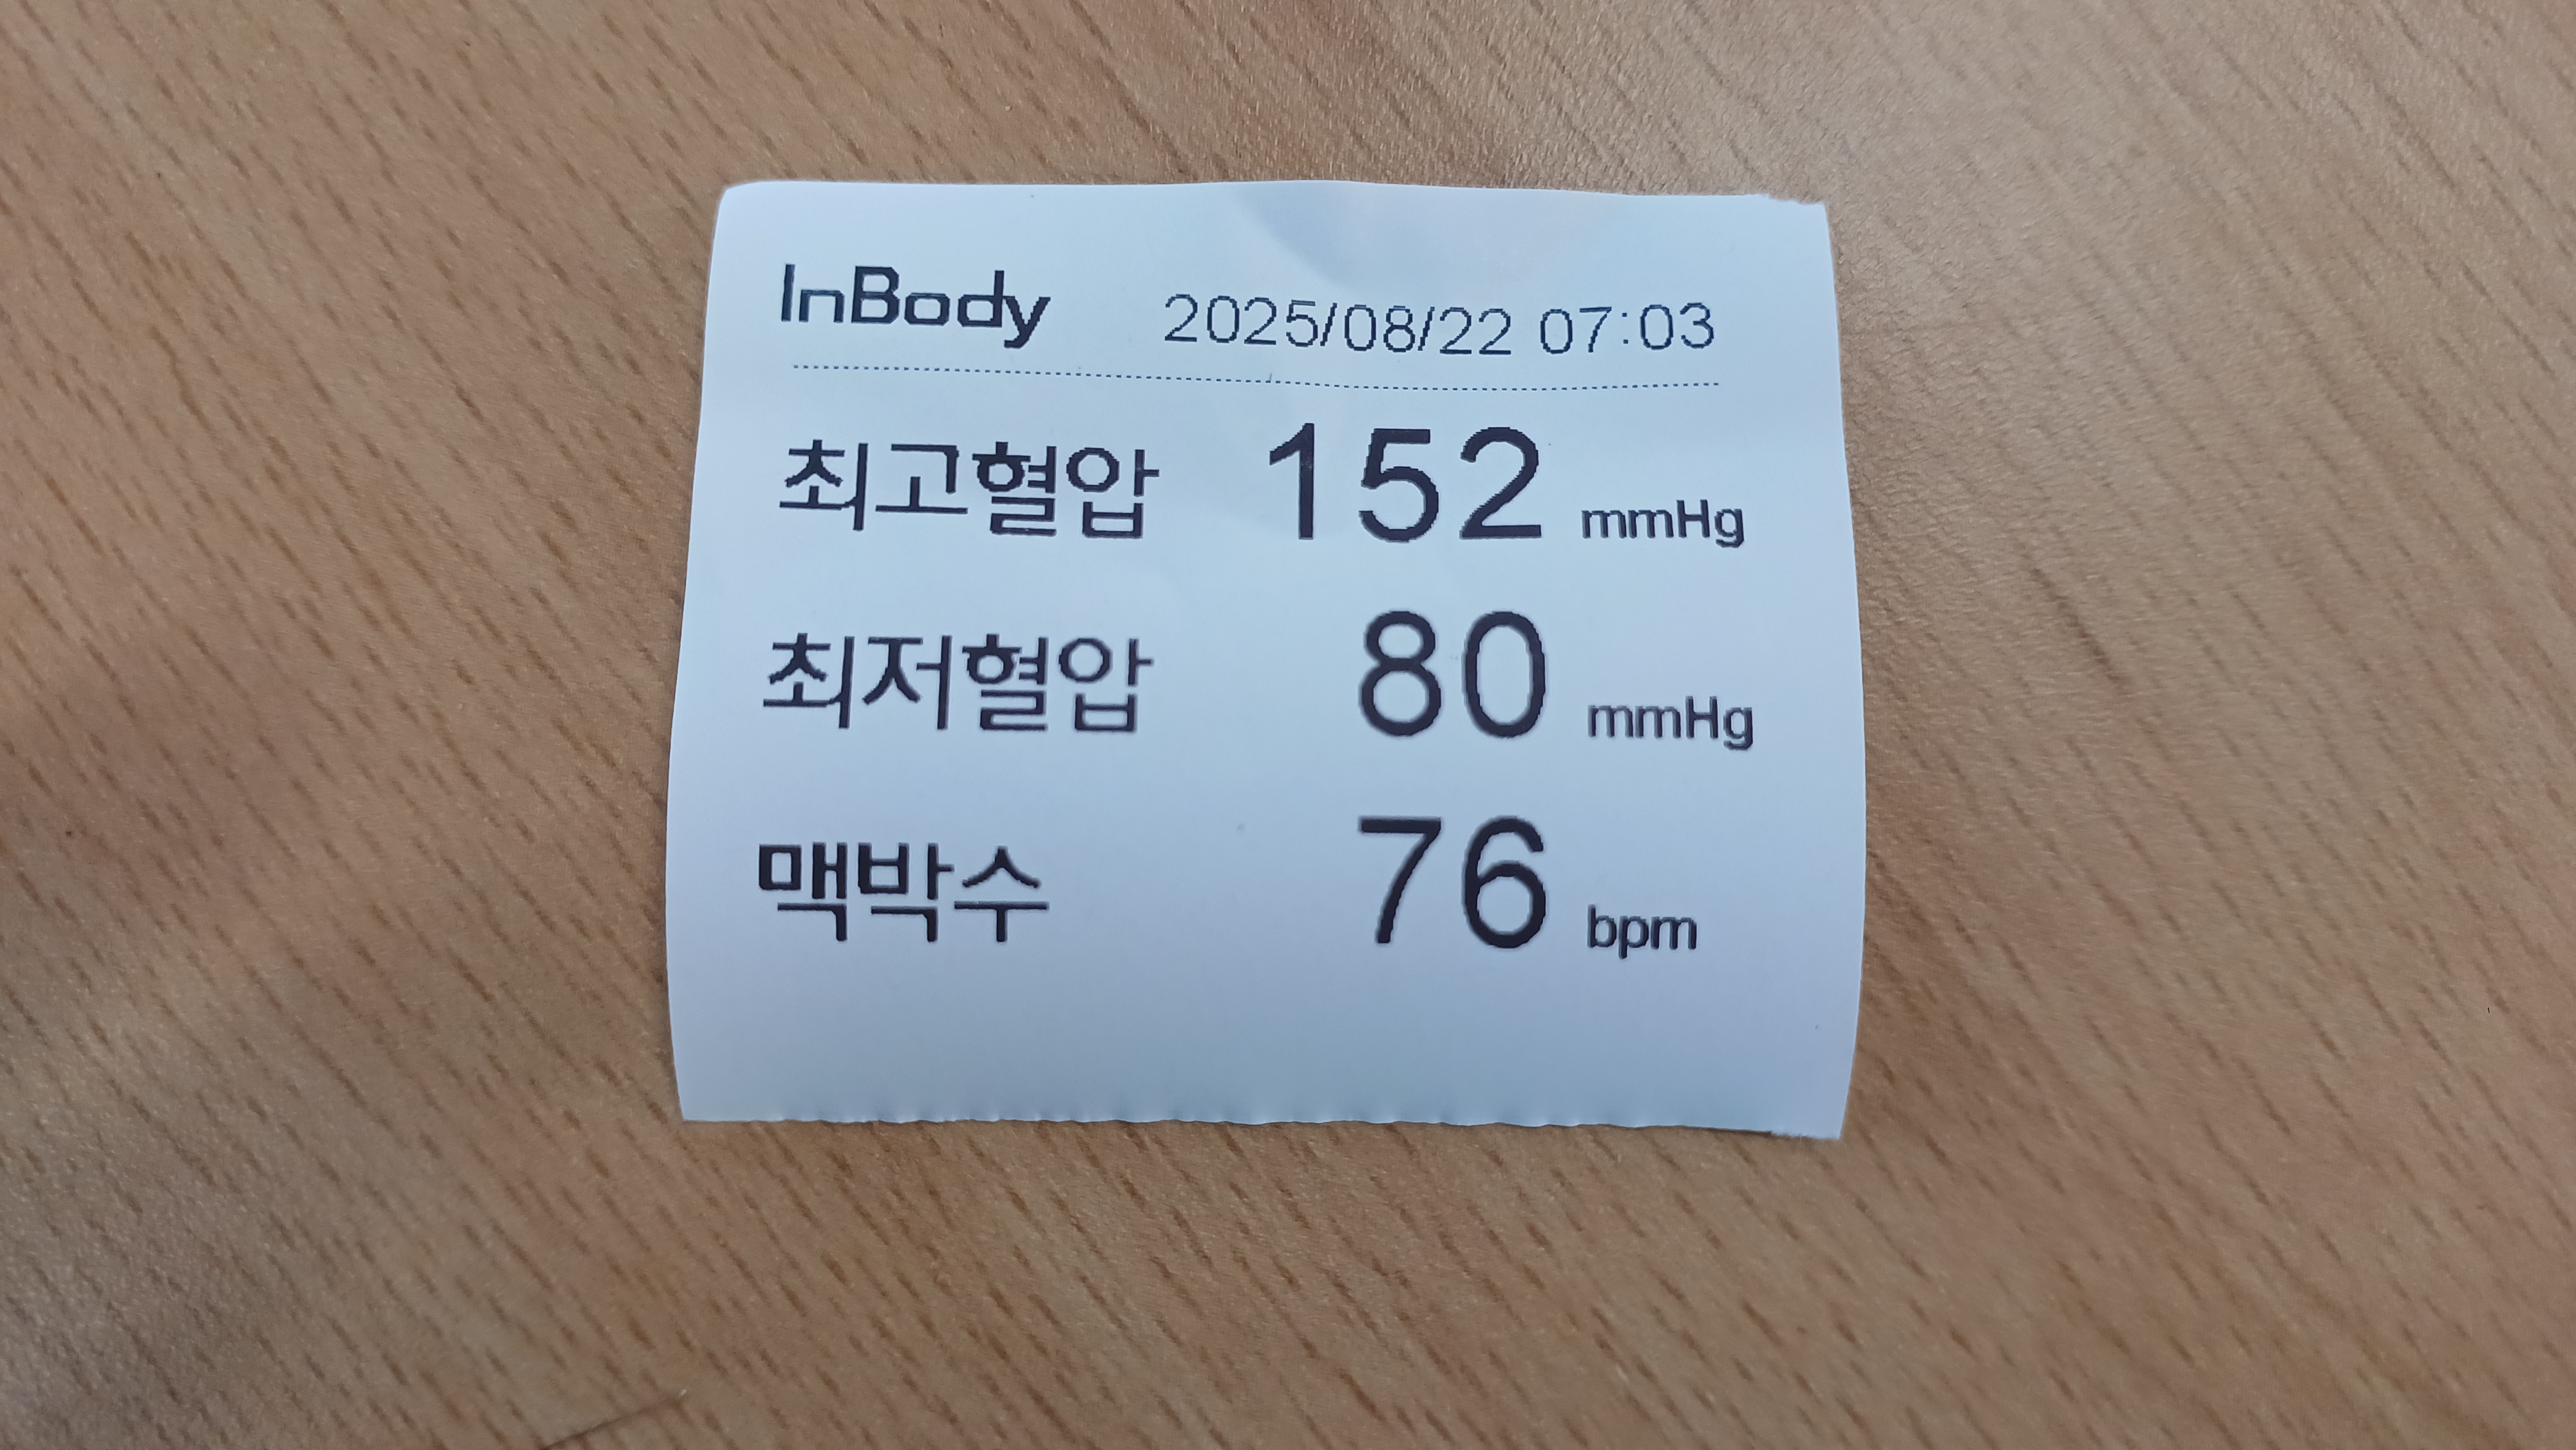 InBody 2025/08/22 07:03
최고혈압 152 mmHg
최저혈압 80 mmHg
맥박수 76 bpm